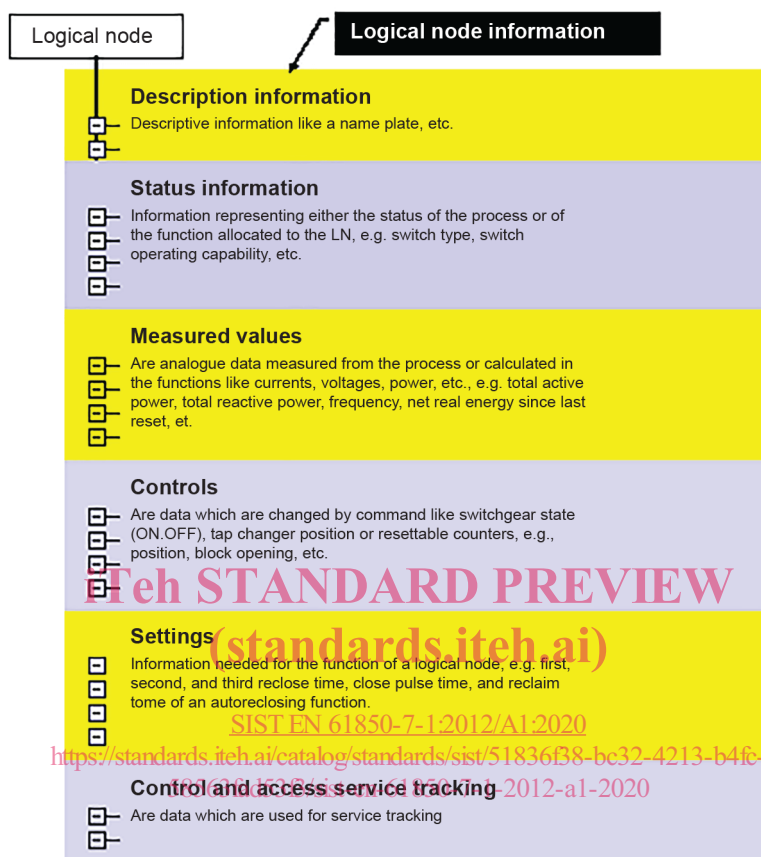 Logical node
Logical node information
Description information
Descriptive information like a name plate, etc.
Status information
Information representing either the status of the process or of
the function allocated to the LN, e.g. switch type, switch
operating capability, etc.
Measured values
Are analogue data measured from the process or calculated in
the functions like currents, voltages, power, etc., e.g. total active
power, total reactive power, frequency, net real energy since last
reset, et.
Controls
Are data which are changed by command like switchgear state
(ON.OFF), tap changer position or resettable counters, e.g.,
position, block opening, etc.
iTeh STANDARD PREVIEW
Settings
(standards.iteh.ai)
Information needed for the function of a logical node, e.g. first,
second, and third reclose time, close pulse time, and reclaim
tome of an autoreclosing function.
SIST EN 61850-7-1:2012/A1:2020
https://standards.iteh.ai/catalog/standards/sist/51836f38-bc32-4213-b4fc-
Control and access service tracking
-2012-a1-2020
Are data which are used for service tracking